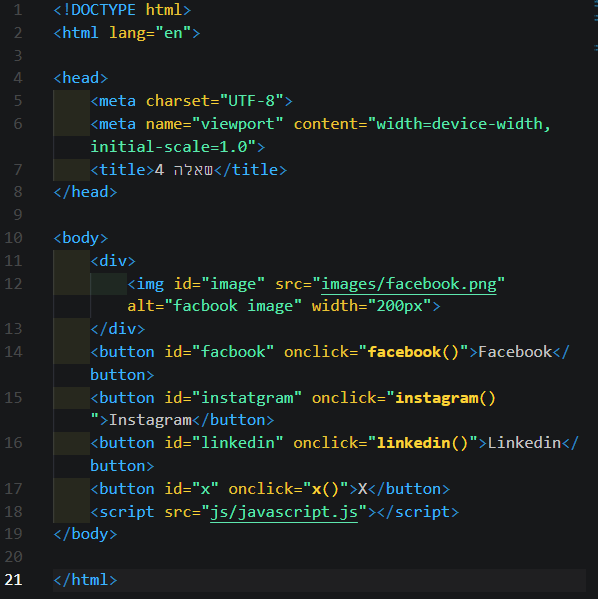 1 <!DOCTYPE html>
2 <html lang="en">
3
4 <head>
5 <meta charset="UTF-8">
6 <meta name="viewport" content="width=device-width,
initial-scale=1.0">
7 <title>שאלה 4</title>
8 </head>
9
10 <body>
11 <div>
12 <img id="image" src="images/facebook.png"
alt="facbook image" width="200px">
13 </div>
14 <button id="facbook" onclick="facebook()">Facebook</
button>
15 <button id="instatgram" onclick="instagram()
">Instagram</button>
16 <button id="linkedin" onclick="linkedin()">Linkedin</
button>
17 <button id="x" onclick="x()">X</button>
18 <script src="js/javascript.js"></script>
19 </body>
20
21 </html>